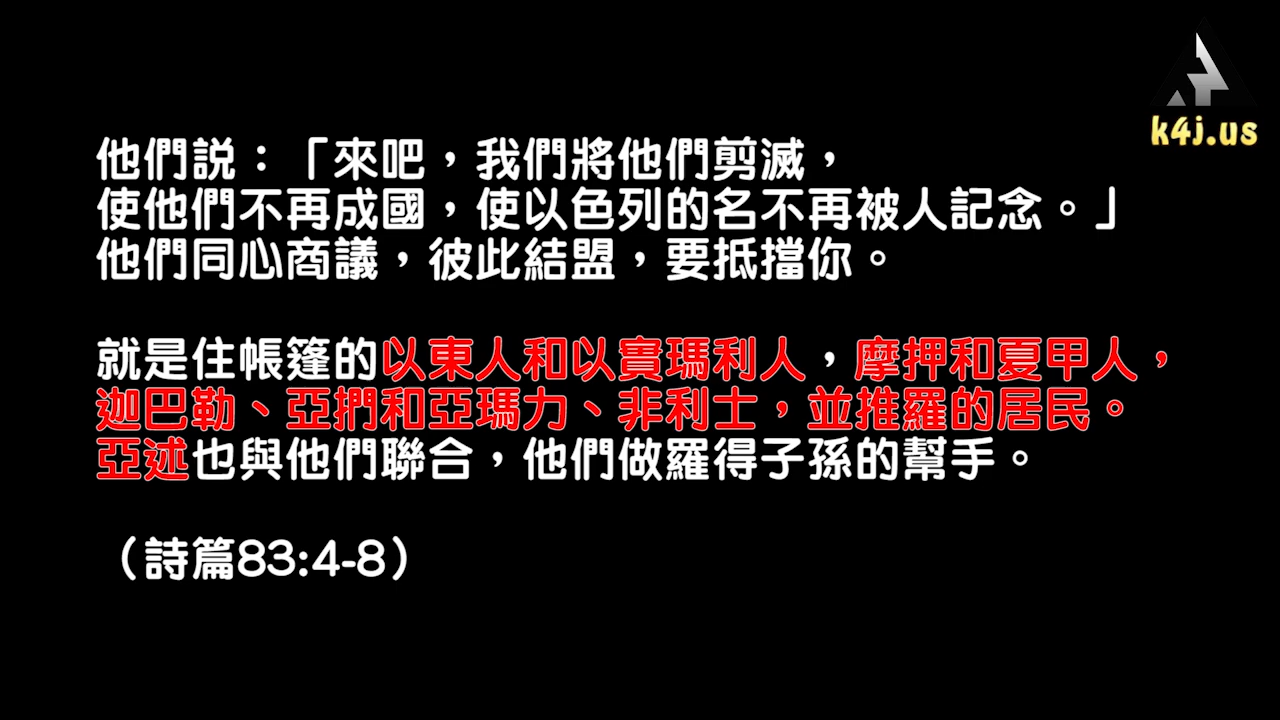 k4j.us
他們説：「來吧，我們將他們剪滅，
使他們不再成國，使以色列的名不再被人記念。」
他們同心商議，彼此結盟，要抵擋你。
就是住帳篷的以東人和以實瑪利人，摩押和夏甲人，
迦巴勒、亞捫和亞瑪力、非利士，並推羅的居民。
亞述也與他們聯合，他們做羅得子孫的幫手。
（詩篇83:4-8）